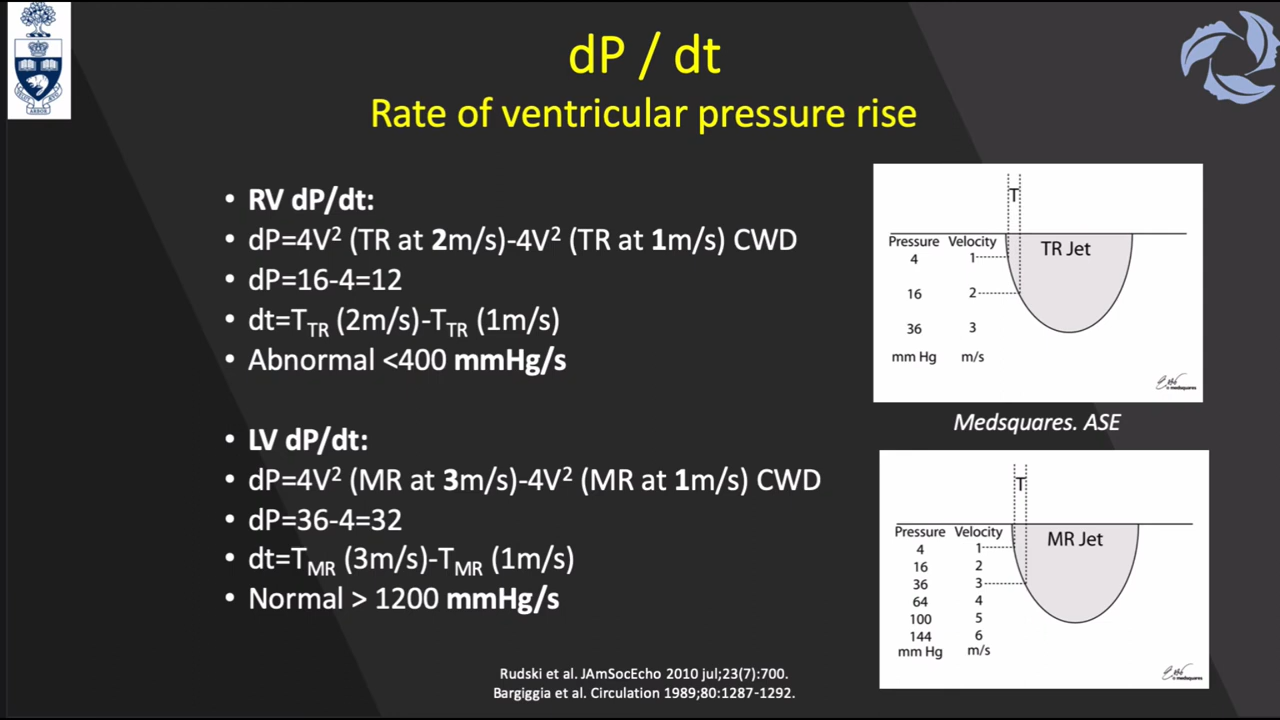 dP / dt
Rate of ventricular pressure rise
• RV dP/dt:
• dP=4V² (TR at 2m/s)-4V² (TR at 1m/s) CWD
• dP=16-4=12
• dt=T_TR (2m/s)-T_TR (1m/s)
• Abnormal <400 mmHg/s
• LV dP/dt:
• dP=4V² (MR at 3m/s)-4V² (MR at 1m/s) CWD
• dP=36-4=32
• dt=T_MR (3m/s)-T_MR (1m/s)
• Normal > 1200 mmHg/s
T
Pressure Velocity
TR Jet
4 1
16 2
36 3
mm Hg m/s
medsquares
Medsquares. ASE
T
Pressure Velocity
MR Jet
4 1
16 2
36 3
64 4
100 5
144 6
mm Hg m/s
medsquares
Rudski et al. JAmSocEcho 2010 jul;23(7):700.
Bargiggia et al. Circulation 1989;80:1287-1292.